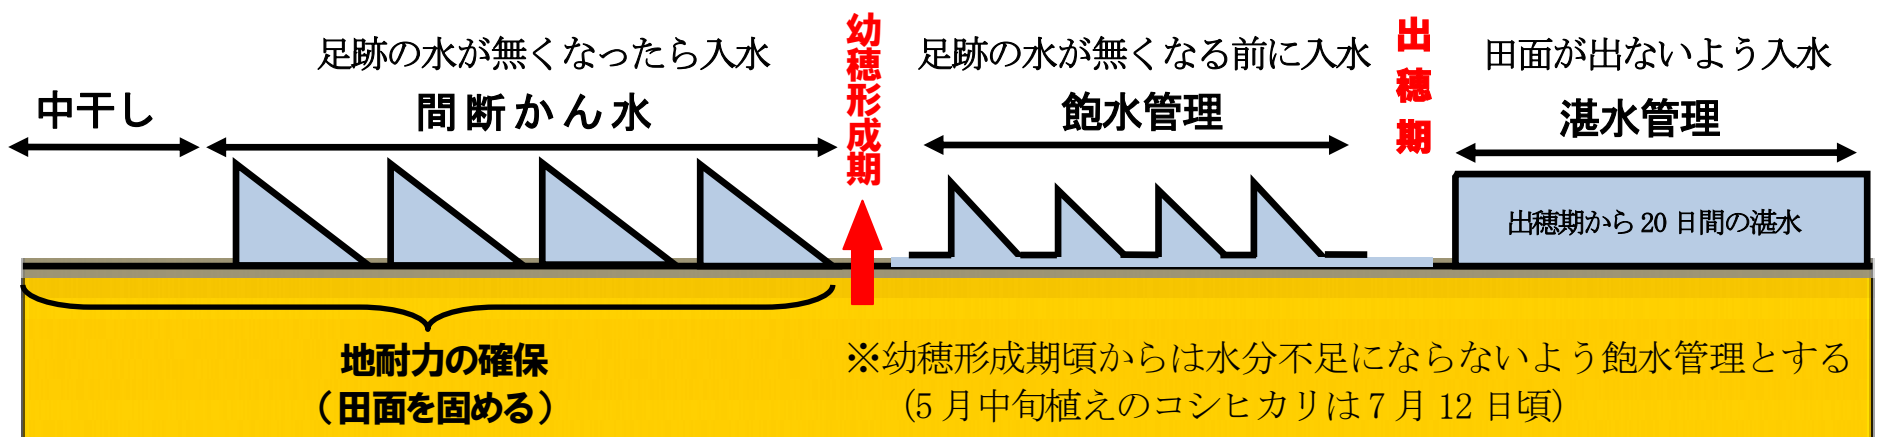 中干し
足跡の水が無くなったら入水
間断かん水
幼穂形成期
足跡の水が無くなる前に入水
飽水管理
出穂期
田面が出ないよう入水
湛水管理
出穂期から 20 日間の湛水
地耐力の確保
（田面を固める）
※幼穂形成期頃からは水分不足にならないよう飽水管理とする
（5 月中旬植えのコシヒカリは 7 月 12 日頃）